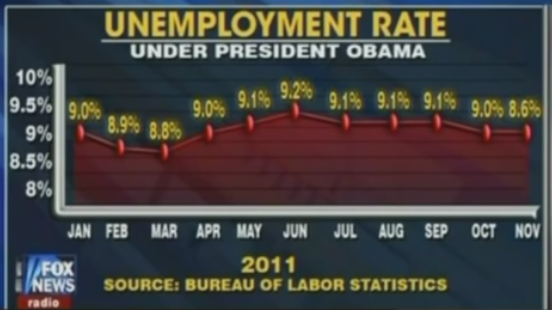 UNEMPLOYMENT RATE
UNDER PRESIDENT OBAMA
10%
9.5%
9%
8.5%
8%
9.0% 8.9% 8.8% 9.0% 9.1% 9.2% 9.1% 9.1% 9.1% 9.0% 8.6%
JAN FEB MAR APR MAY JUN JUL AUG SEP OCT NOV
2011
SOURCE: BUREAU OF LABOR STATISTICS
FOX
NEWS
radio